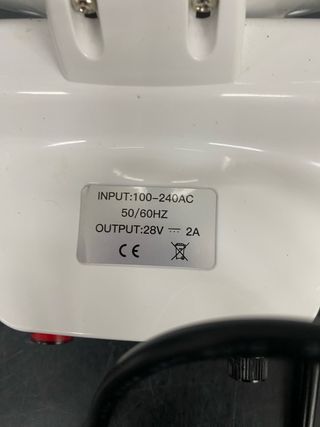 INPUT:100-240AC
50/60HZ
OUTPUT:28V ⎓ 2A
CE